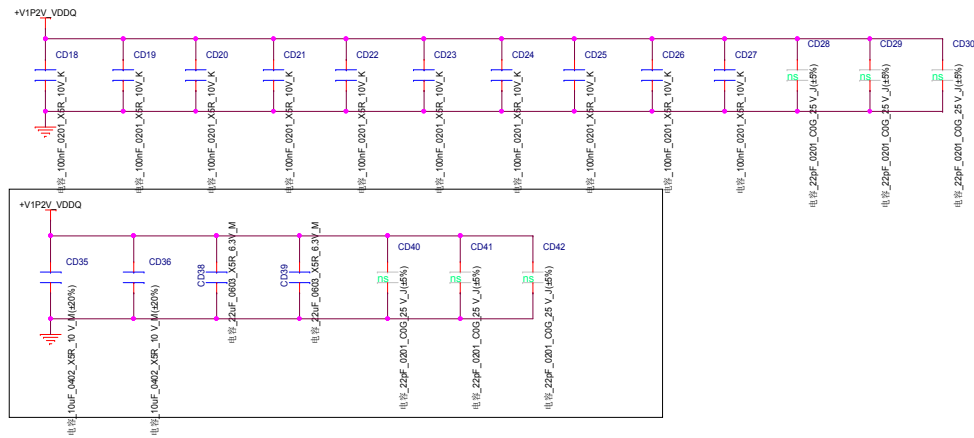 +V1P2V_VDDQ
CD18
CD19
CD20
CD21
CD22
CD23
CD24
CD25
CD26
CD27
CD28
CD29
CD30
ns
ns
ns
电容_100nF_0201_X5R_10V_K
电容_100nF_0201_X5R_10V_K
电容_100nF_0201_X5R_10V_K
电容_100nF_0201_X5R_10V_K
电容_100nF_0201_X5R_10V_K
电容_100nF_0201_X5R_10V_K
电容_100nF_0201_X5R_10V_K
电容_100nF_0201_X5R_10V_K
电容_100nF_0201_X5R_10V_K
电容_100nF_0201_X5R_10V_K
电容_22pF_0201_C0G_25 V_J(±5%)
电容_22pF_0201_C0G_25 V_J(±5%)
电容_22pF_0201_C0G_25 V_J(±5%)
+V1P2V_VDDQ
CD35
CD36
CD38
CD39
CD40
CD41
CD42
ns
ns
ns
电容_10uF_0402_X5R_10 V_M(±20%)
电容_10uF_0402_X5R_10 V_M(±20%)
电容_22uF_0603_X5R_6.3V_M
电容_22uF_0603_X5R_6.3V_M
电容_22pF_0201_C0G_25 V_J(±5%)
电容_22pF_0201_C0G_25 V_J(±5%)
电容_22pF_0201_C0G_25 V_J(±5%)